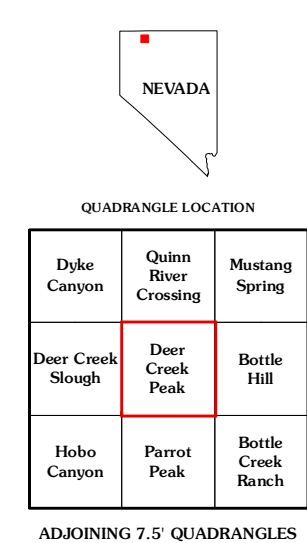 NEVADA
QUADRANGLE LOCATION
Dyke
Canyon
Quinn
River
Crossing
Mustang
Spring
Deer Creek
Slough
Deer
Creek
Peak
Bottle
Hill
Hobo
Canyon
Parrot
Peak
Bottle
Creek
Ranch
ADJOINING 7.5' QUADRANGLES